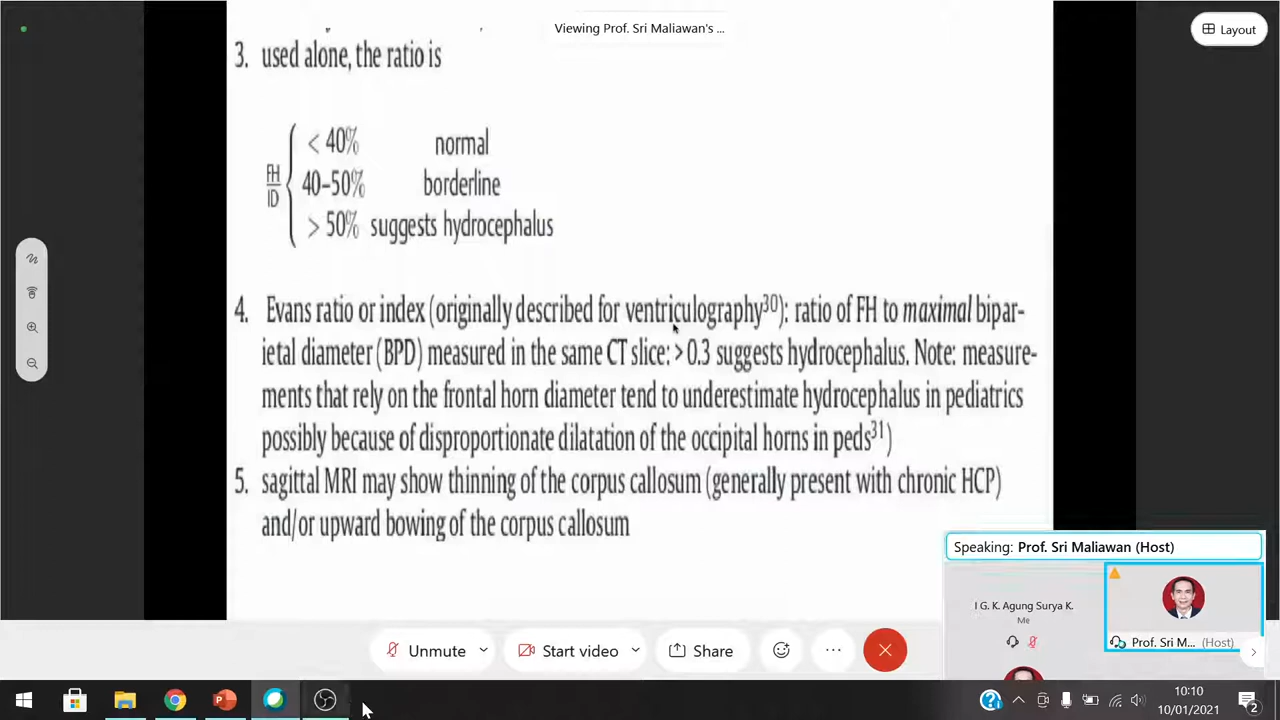 Viewing Prof. Sri Maliawan's ...
Layout
3. used alone, the ratio is
< 40% normal
FH/ID 40–50% borderline
> 50% suggests hydrocephalus
4. Evans ratio or index (originally described for ventriculography30): ratio of FH to maximal bipar-
ietal diameter (BPD) measured in the same CT slice: > 0.3 suggests hydrocephalus. Note: measure-
ments that rely on the frontal horn diameter tend to underestimate hydrocephalus in pediatrics
possibly because of disproportionate dilatation of the occipital horns in peds31)
5. sagittal MRI may show thinning of the corpus callosum (generally present with chronic HCP)
and/or upward bowing of the corpus callosum
Speaking: Prof. Sri Maliawan (Host)
I G. K. Agung Surya K.
Me
Prof. Sri M... (Host)
Unmute
Start video
Share
10:10
10/01/2021
2